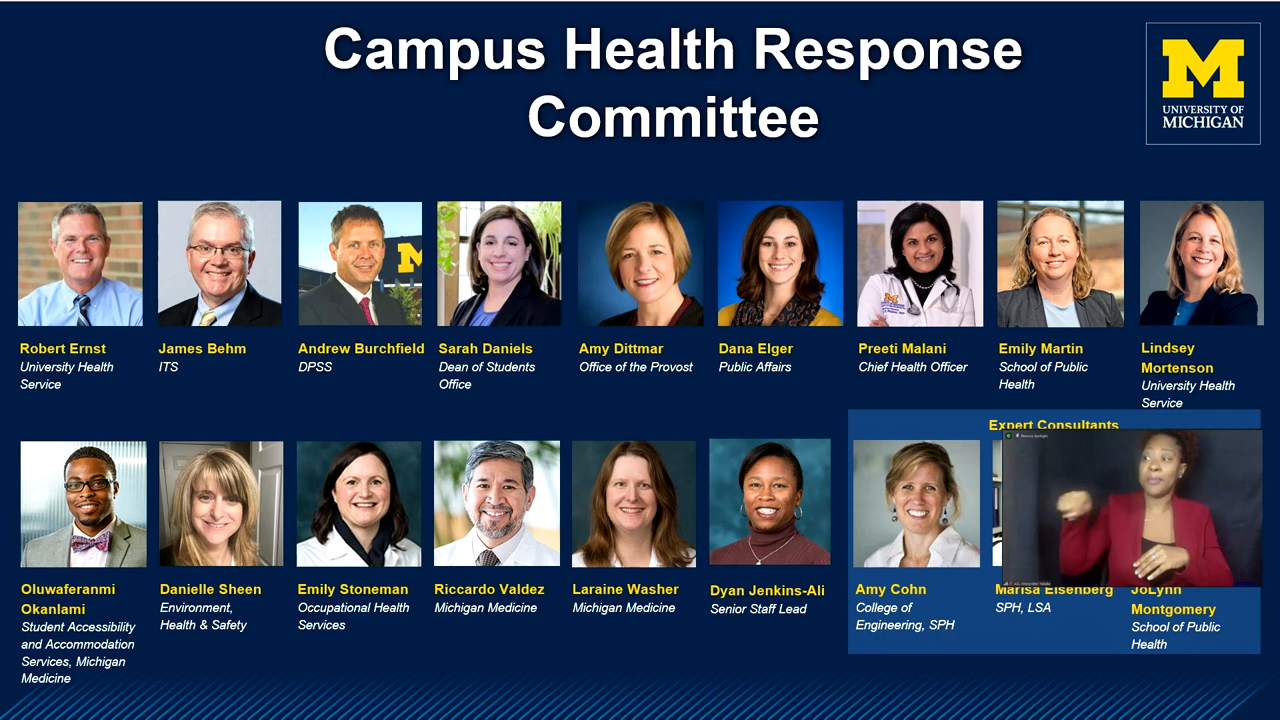 Campus Health Response
Committee
M
UNIVERSITY OF
MICHIGAN
Robert Ernst
University Health
Service
James Behm
ITS
M
Andrew Burchfield
DPSS
Sarah Daniels
Dean of Students
Office
Amy Dittmar
Office of the Provost
Dana Elger
Public Affairs
M
Preeti Malani
Chief Health Officer
Emily Martin
School of Public
Health
Lindsey
Mortenson
University Health
Service
Oluwaferanmi
Okanlami
Student Accessibility
and Accommodation
Services, Michigan
Medicine
Danielle Sheen
Environment,
Health & Safety
Emily Stoneman
Occupational Health
Services
Riccardo Valdez
Michigan Medicine
Laraine Washer
Michigan Medicine
Dyan Jenkins-Ali
Senior Staff Lead
Expert Consultants
Amy Cohn
College of
Engineering, SPH
Marisa Eisenberg
SPH, LSA
JoLynn
Montgomery
School of Public
Health
Remove Spotlight